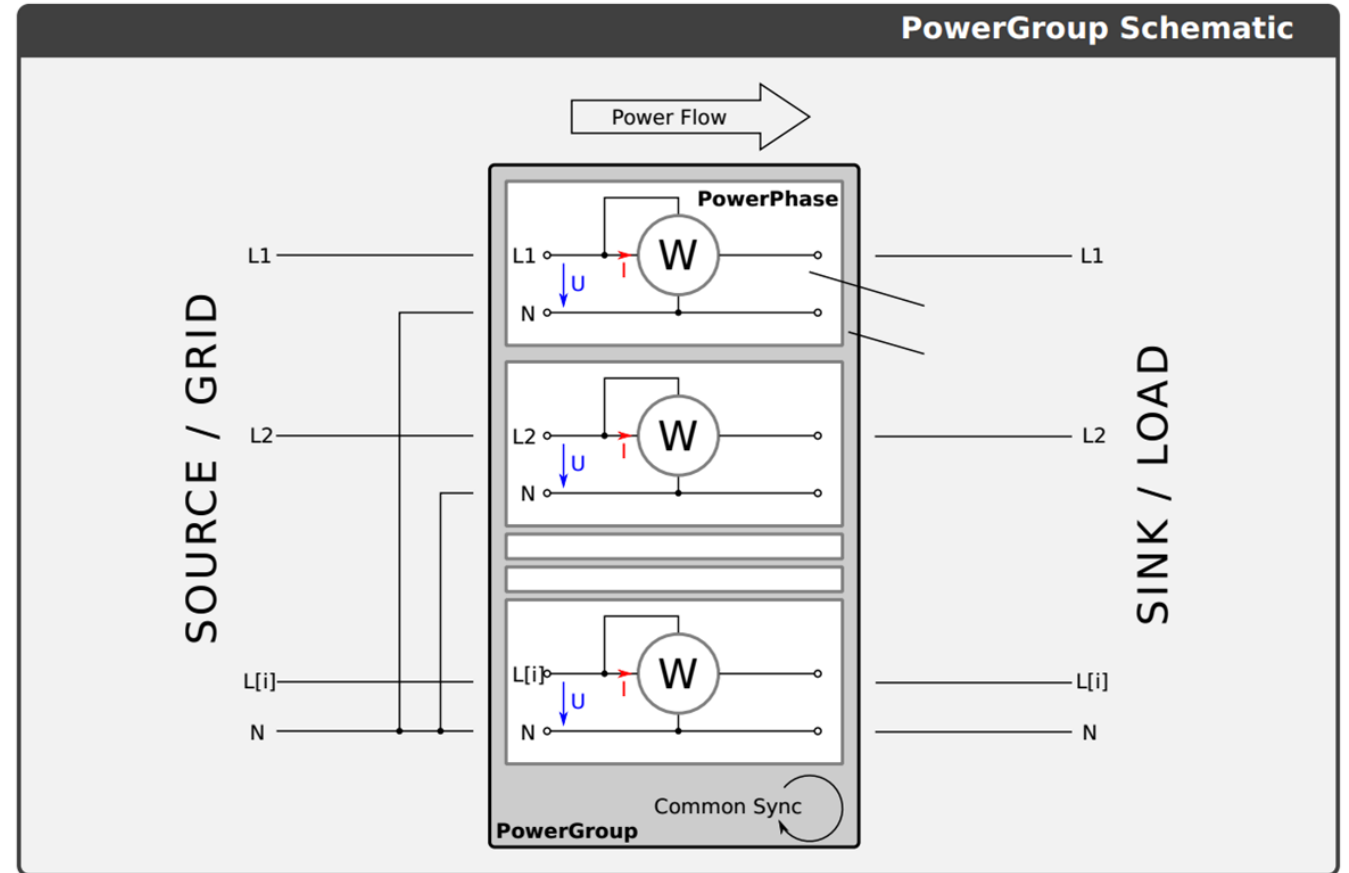 PowerGroup Schematic
Power Flow
PowerPhase
L1
L1
W
L1
I
U
N
SOURCE / GRID
SINK / LOAD
L2
L2
W
L2
I
U
N
L[i]
L[i]
W
L[i]
I
U
N
N
N
Common Sync
PowerGroup